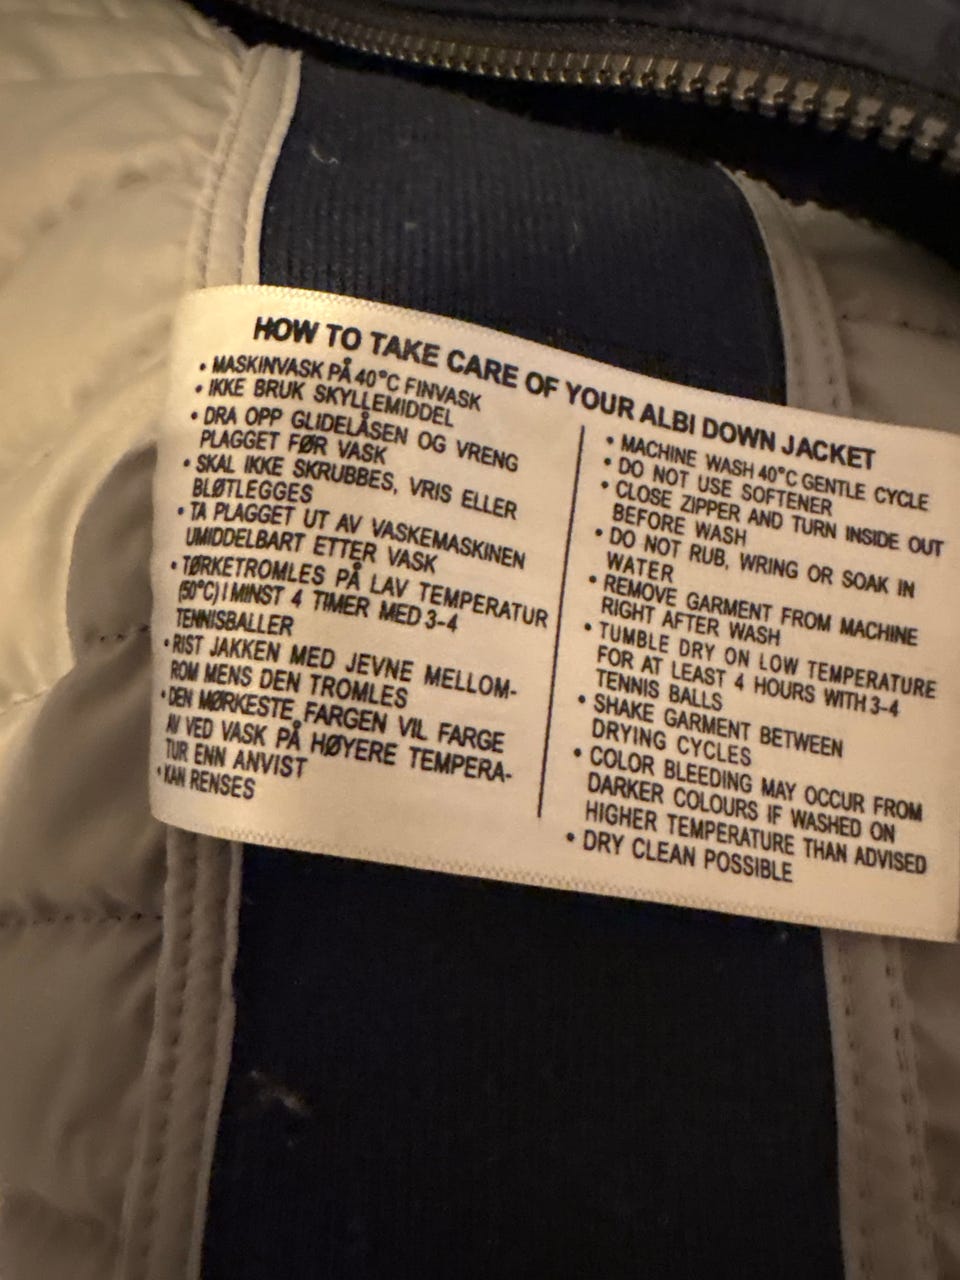 HOW TO TAKE CARE OF YOUR ALBI DOWN JACKET
• MASKINVASK PÅ 40°C FINVASK
• IKKE BRUK SKYLLEMIDDEL
• DRA OPP GLIDELÅSEN OG VRENG
PLAGGET FØR VASK
• SKAL IKKE SKRUBBES, VRIS ELLER
BLØTLEGGES
• TA PLAGGET UT AV VASKEMASKINEN
UMIDDELBART ETTER VASK
• TØRKETROMLES PÅ LAV TEMPERATUR
(50°C) I MINST 4 TIMER MED 3-4
TENNISBALLER
• RIST JAKKEN MED JEVNE MELLOM-
ROM MENS DEN TROMLES
• DEN MØRKESTE FARGEN VIL FARGE
AV VED VASK PÅ HØYERE TEMPERA-
TUR ENN ANVIST
• KAN RENSES
• MACHINE WASH 40°C GENTLE CYCLE
• DO NOT USE SOFTENER
• CLOSE ZIPPER AND TURN INSIDE OUT
BEFORE WASH
• DO NOT RUB, WRING OR SOAK IN
WATER
• REMOVE GARMENT FROM MACHINE
RIGHT AFTER WASH
• TUMBLE DRY ON LOW TEMPERATURE
FOR AT LEAST 4 HOURS WITH 3-4
TENNIS BALLS
• SHAKE GARMENT BETWEEN
DRYING CYCLES
• COLOR BLEEDING MAY OCCUR FROM
DARKER COLOURS IF WASHED ON
HIGHER TEMPERATURE THAN ADVISED
• DRY CLEAN POSSIBLE